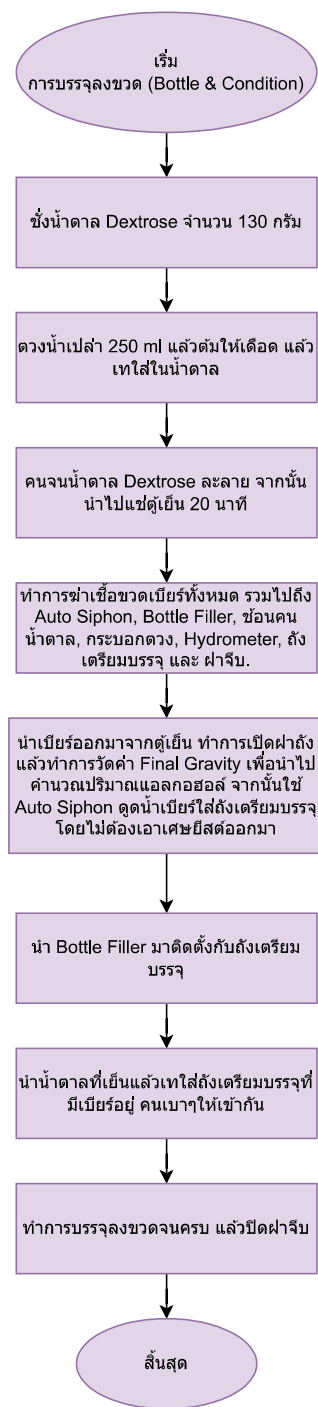 เริ่ม
การบรรจุลงขวด (Bottle & Condition)
ชั่งน้ำตาล Dextrose จำนวน 130 กรัม
ตวงน้ำเปล่า 250 ml แล้วต้มให้เดือด แล้ว
เทใส่ในน้ำตาล
คนจนน้ำตาล Dextrose ละลาย จากนั้น
นำไปแช่ตู้เย็น 20 นาที
ทำการฆ่าเชื้อขวดเบียร์ทั้งหมด รวมไปถึง
Auto Siphon, Bottle Filler, ช้อนคน
น้ำตาล, กระบอกตวง, Hydrometer, ถัง
เตรียมบรรจุ และ ฝาจีบ.
นำเบียร์ออกมาจากตู้เย็น ทำการเปิดฝาถัง
แล้วทำการวัดค่า Final Gravity เพื่อนำไป
คำนวณปริมาณแอลกอฮอล์ จากนั้นใช้
Auto Siphon ดูดน้ำเบียร์ใส่ถังเตรียมบรรจุ
โดยไม่ต้องเอาเศษยีสต์ออกมา
นำ Bottle Filler มาติดตั้งกับถังเตรียม
บรรจุ
นำน้ำตาลที่เย็นแล้วเทใส่ถังเตรียมบรรจุที่
มีเบียร์อยู่ คนเบาๆให้เข้ากัน
ทำการบรรจุลงขวดจนครบ แล้วปิดฝาจีบ
สิ้นสุด